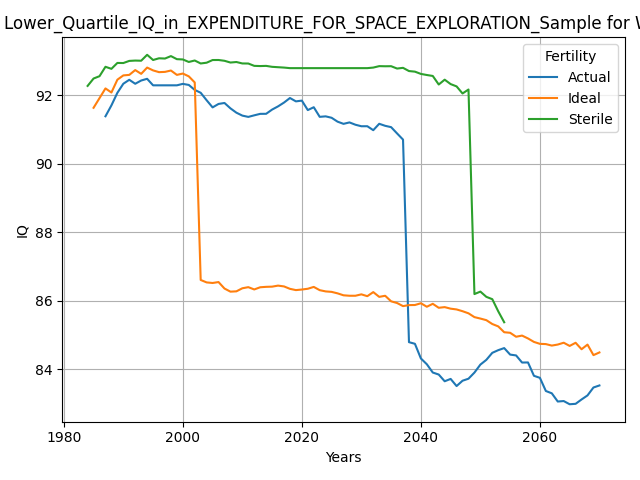 Lower_Quartile_IQ_in_EXPENDITURE_FOR_SPACE_EXPLORATION_Sample for
Fertility
Actual
Ideal
Sterile
92
90
88
86
84
IQ
1980
2000
2020
2040
2060
Years